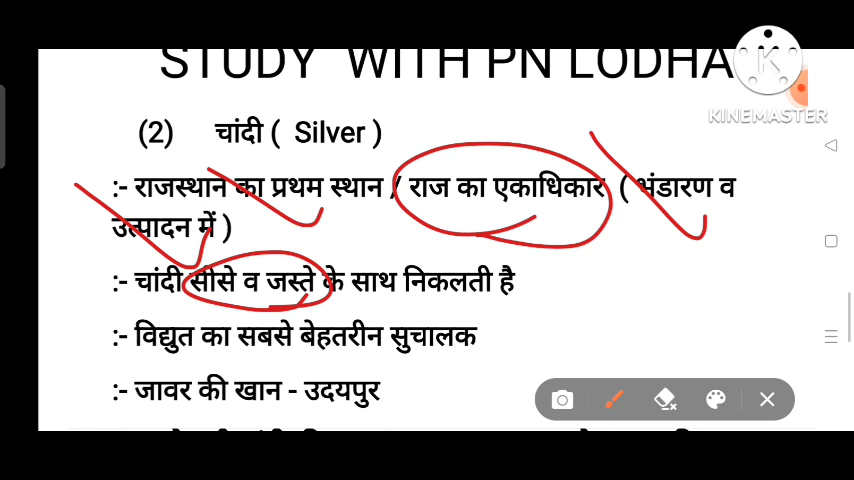 STUDY WITH PN LODHA
KINEMASTER
(2) चांदी ( Silver )
:- राजस्थान का प्रथम स्थान / राज का एकाधिकार ( भंडारण व
उत्पादन में )
:- चांदी सीसे व जस्ते के साथ निकलती है
:- विद्युत का सबसे बेहतरीन सुचालक
:- जावर की खान - उदयपुर